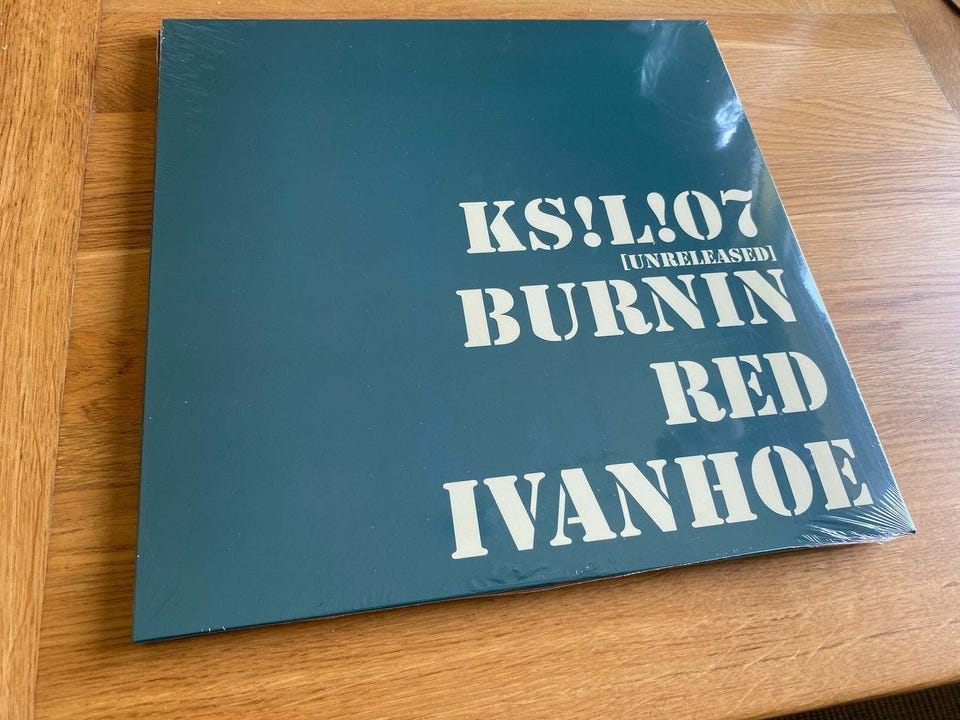 KS!L!07
[UNRELEASED]
BURNIN
RED
IVANHOE